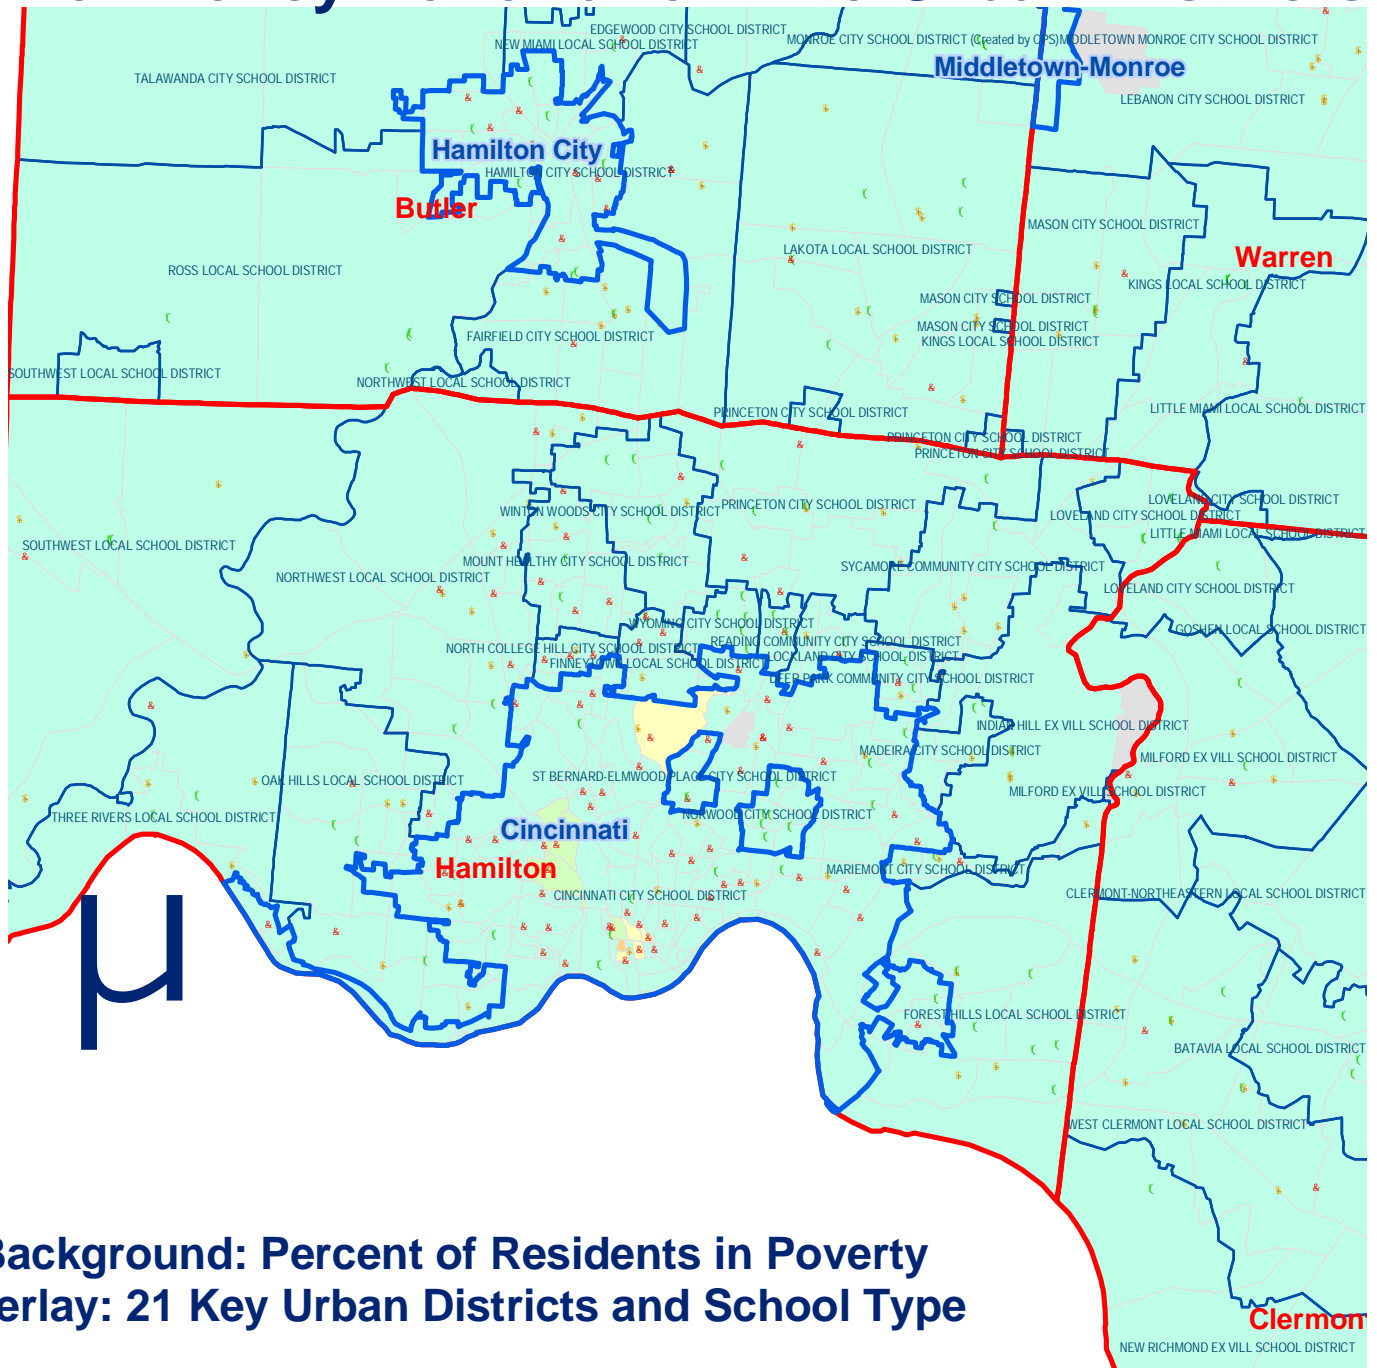 EDGEWOOD CITY SCHOOL DISTRICT
NEW MIAMI LOCAL SCHOOL DISTRICT
MONROE CITY SCHOOL DISTRICT (Created by OPS)MIDDLETOWN MONROE CITY SCHOOL DISTRICT
Middletown-Monroe
TALAWANDA CITY SCHOOL DISTRICT
LEBANON CITY SCHOOL DISTRICT
Hamilton City
HAMILTON CITY SCHOOL DISTRICT
Butler
MASON CITY SCHOOL DISTRICT
LAKOTA LOCAL SCHOOL DISTRICT
Warren
ROSS LOCAL SCHOOL DISTRICT
KINGS LOCAL SCHOOL DISTRICT
MASON CITY SCHOOL DISTRICT
MASON CITY SCHOOL DISTRICT
FAIRFIELD CITY SCHOOL DISTRICT
KINGS LOCAL SCHOOL DISTRICT
SOUTHWEST LOCAL SCHOOL DISTRICT
NORTHWEST LOCAL SCHOOL DISTRICT
LITTLE MIAMI LOCAL SCHOOL DISTRICT
PRINCETON CITY SCHOOL DISTRICT
PRINCETON CITY SCHOOL DISTRICT
PRINCETON CITY SCHOOL DISTRICT
LOVELAND CITY SCHOOL DISTRICT
PRINCETON CITY SCHOOL DISTRICT
WINTON WOODS CITY SCHOOL DISTRICT
LOVELAND CITY SCHOOL DISTRICT
LITTLE MIAMI LOCAL SCHOOL DISTRICT
SOUTHWEST LOCAL SCHOOL DISTRICT
MOUNT HEALTHY CITY SCHOOL DISTRICT
SYCAMORE COMMUNITY CITY SCHOOL DISTRICT
NORTHWEST LOCAL SCHOOL DISTRICT
LOVELAND CITY SCHOOL DISTRICT
WYOMING CITY SCHOOL DISTRICT
GOSHEN LOCAL SCHOOL DISTRICT
READING COMMUNITY CITY SCHOOL DISTRICT
NORTH COLLEGE HILL CITY SCHOOL DISTRICT
LOCKLAND CITY SCHOOL DISTRICT
FINNEYTOWN LOCAL SCHOOL DISTRICT
DEER PARK COMMUNITY CITY SCHOOL DISTRICT
INDIAN HILL EX VILL SCHOOL DISTRICT
MADEIRA CITY SCHOOL DISTRICT
MILFORD EX VILL SCHOOL DISTRICT
ST BERNARD-ELMWOOD PLACE CITY SCHOOL DISTRICT
OAK HILLS LOCAL SCHOOL DISTRICT
MILFORD EX VILL SCHOOL DISTRICT
NORWOOD CITY SCHOOL DISTRICT
THREE RIVERS LOCAL SCHOOL DISTRICT
Cincinnati
Hamilton
MARIEMONT CITY SCHOOL DISTRICT
CINCINNATI CITY SCHOOL DISTRICT
CLERMONT-NORTHEASTERN LOCAL SCHOOL DISTRICT
µ
FOREST HILLS LOCAL SCHOOL DISTRICT
BATAVIA LOCAL SCHOOL DISTRICT
WEST CLERMONT LOCAL SCHOOL DISTRICT
Background: Percent of Residents in Poverty
erlay: 21 Key Urban Districts and School Type
Clermon
NEW RICHMOND EX VILL SCHOOL DISTRICT